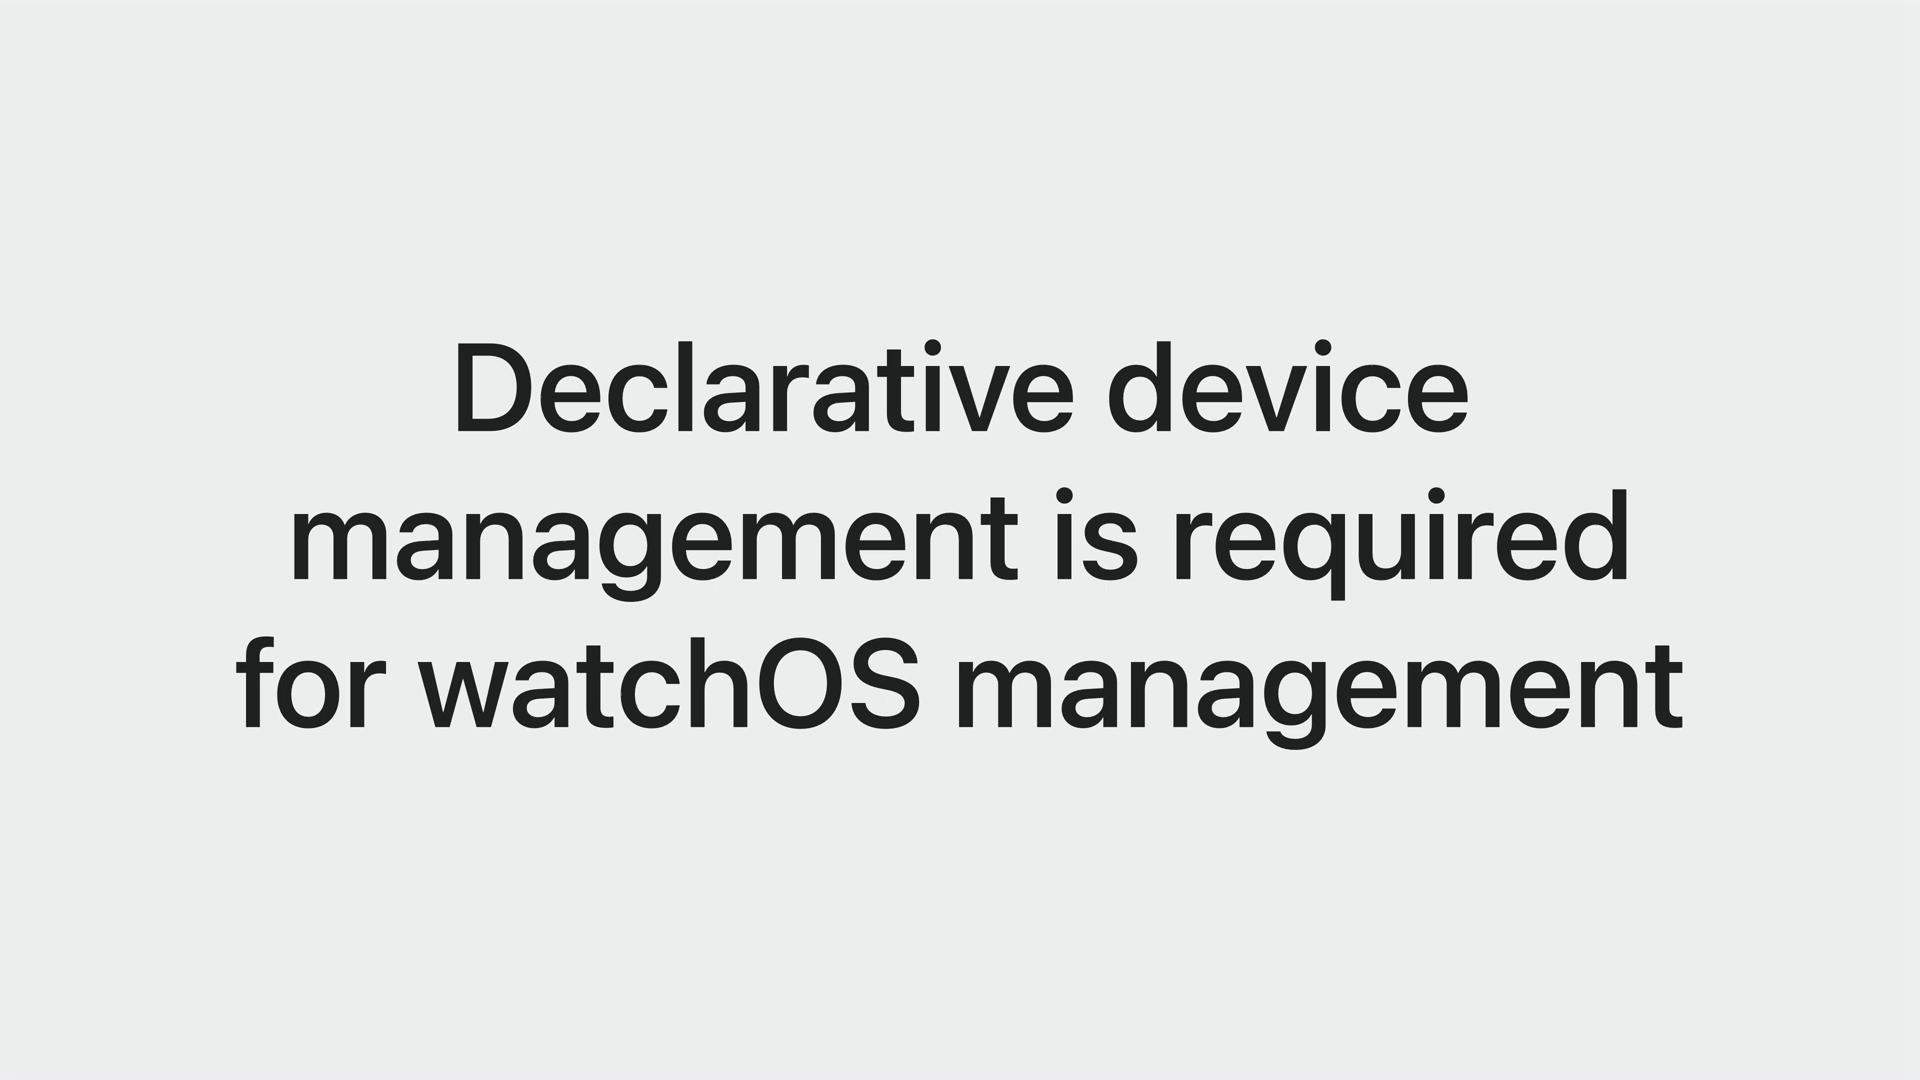 Declarative device
management is required
for watchOS management